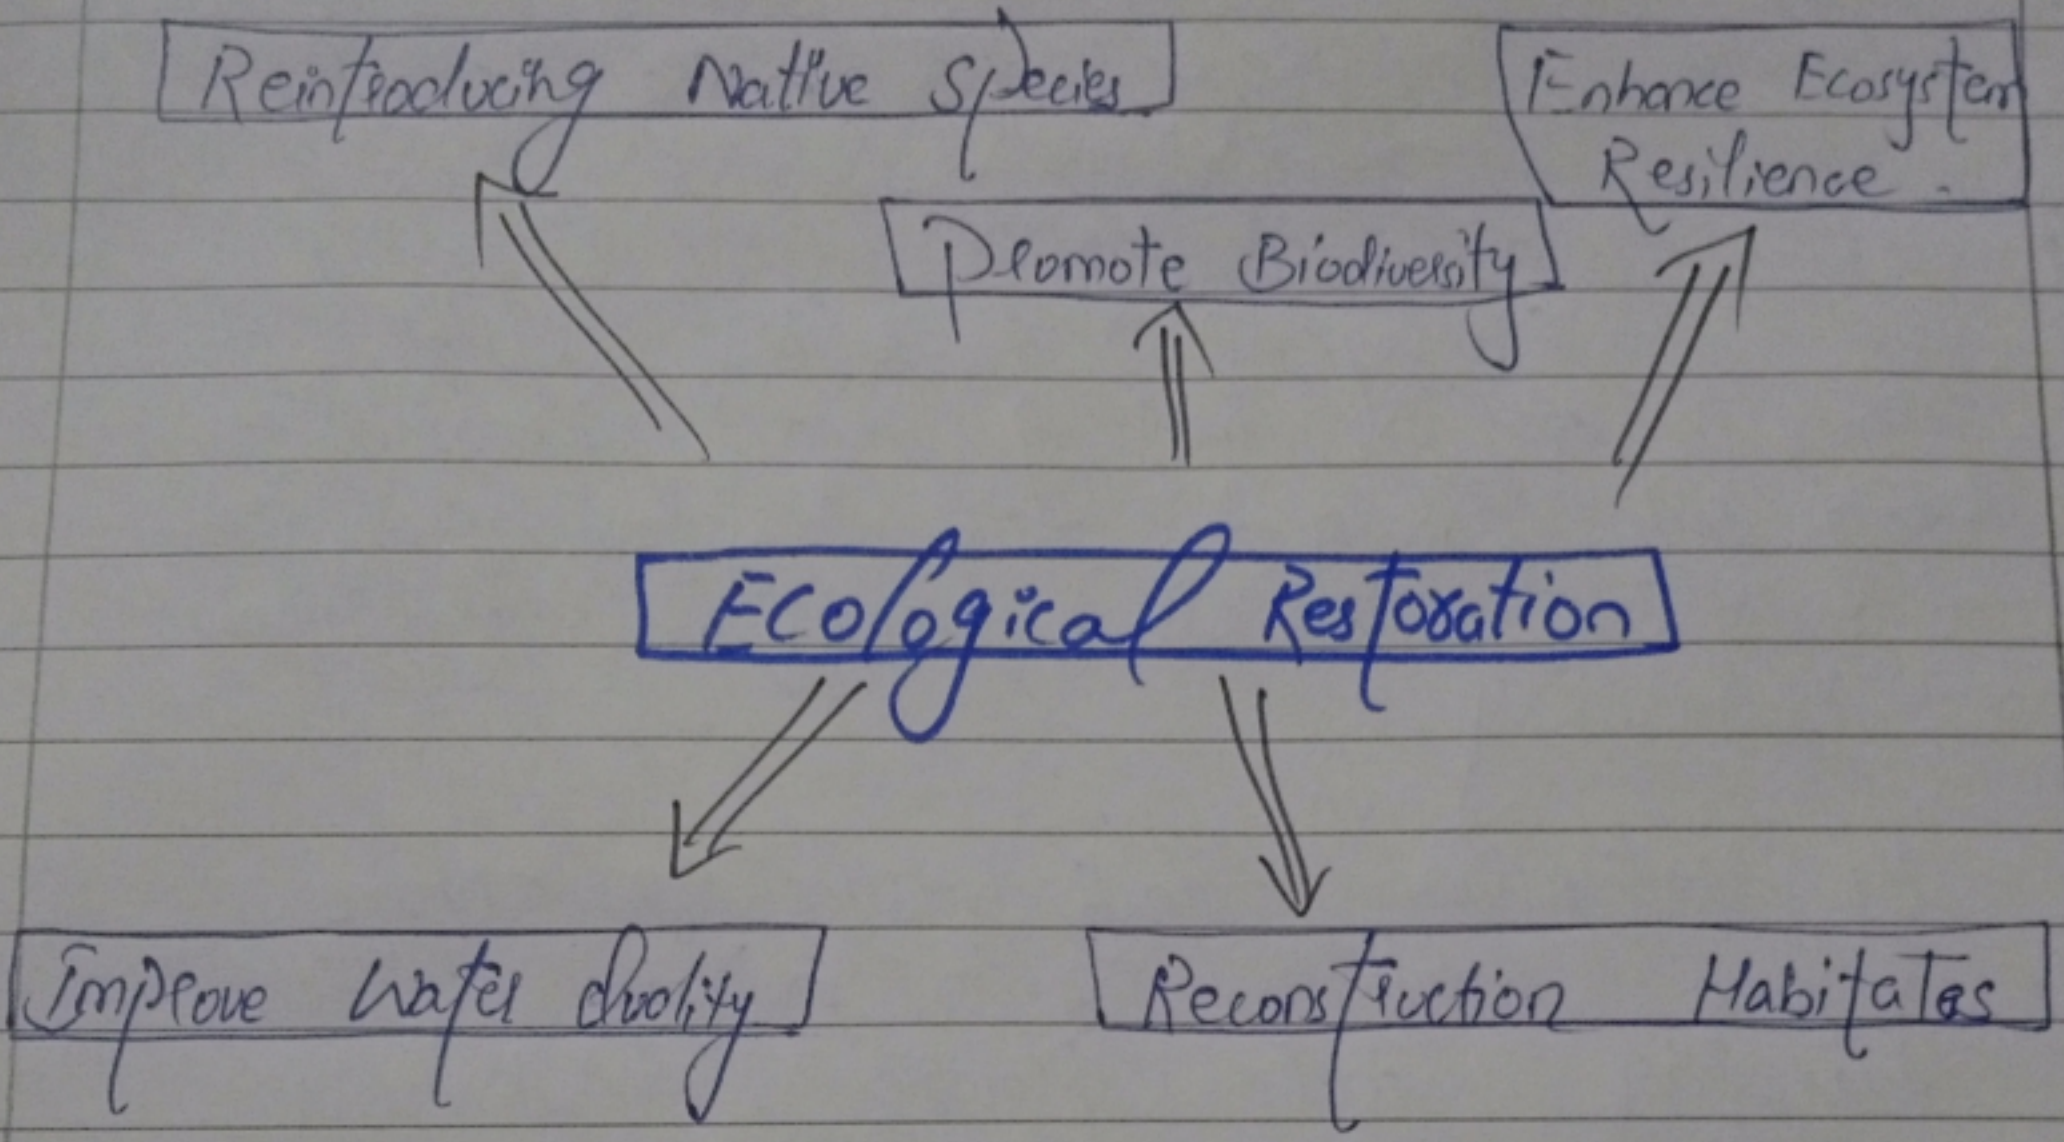 Reintroducing Native Species
Enhance Ecosystem
Resilience.
Promote Biodiversity
Ecological Restoration
Improve Water Quality
Reconstruction Habitates